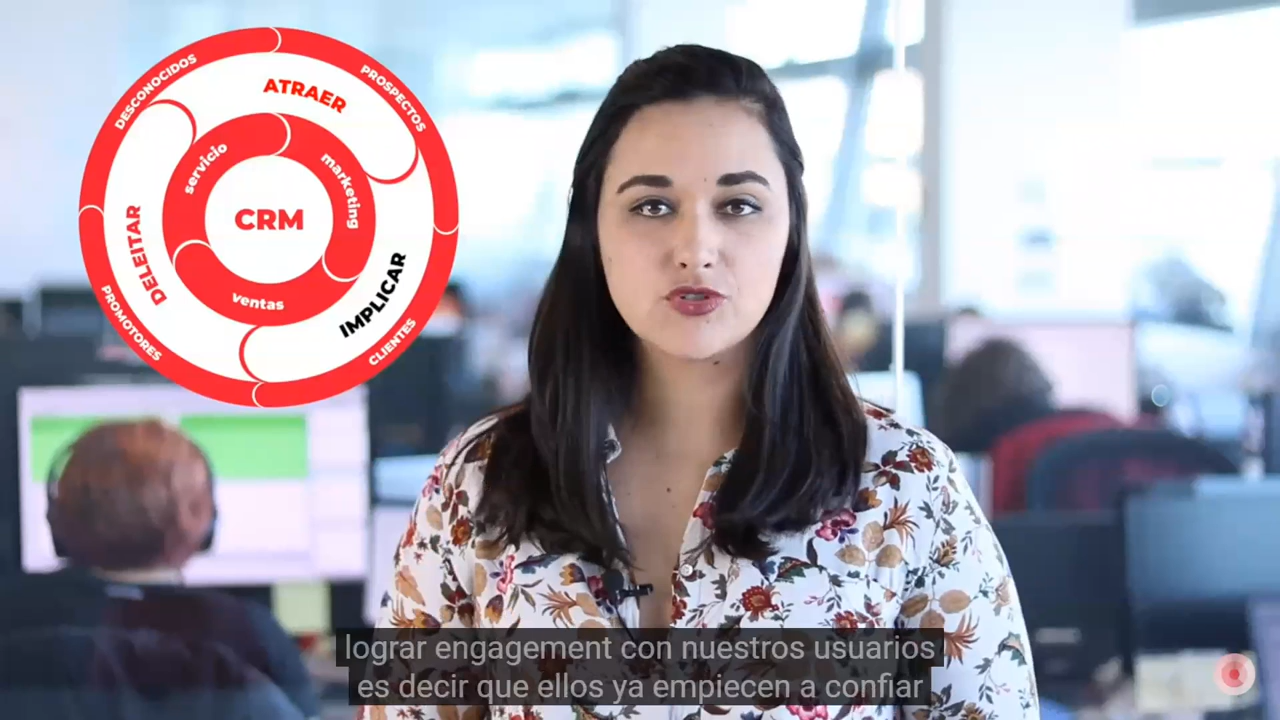 DESCONOCIDOS
PROSPECTOS
ATRAER
servicio
marketing
CRM
DELEITAR
IMPLICAR
ventas
PROMOTORES
CLIENTES
lograr engagement con nuestros usuarios
es decir que ellos ya empiecen a confiar